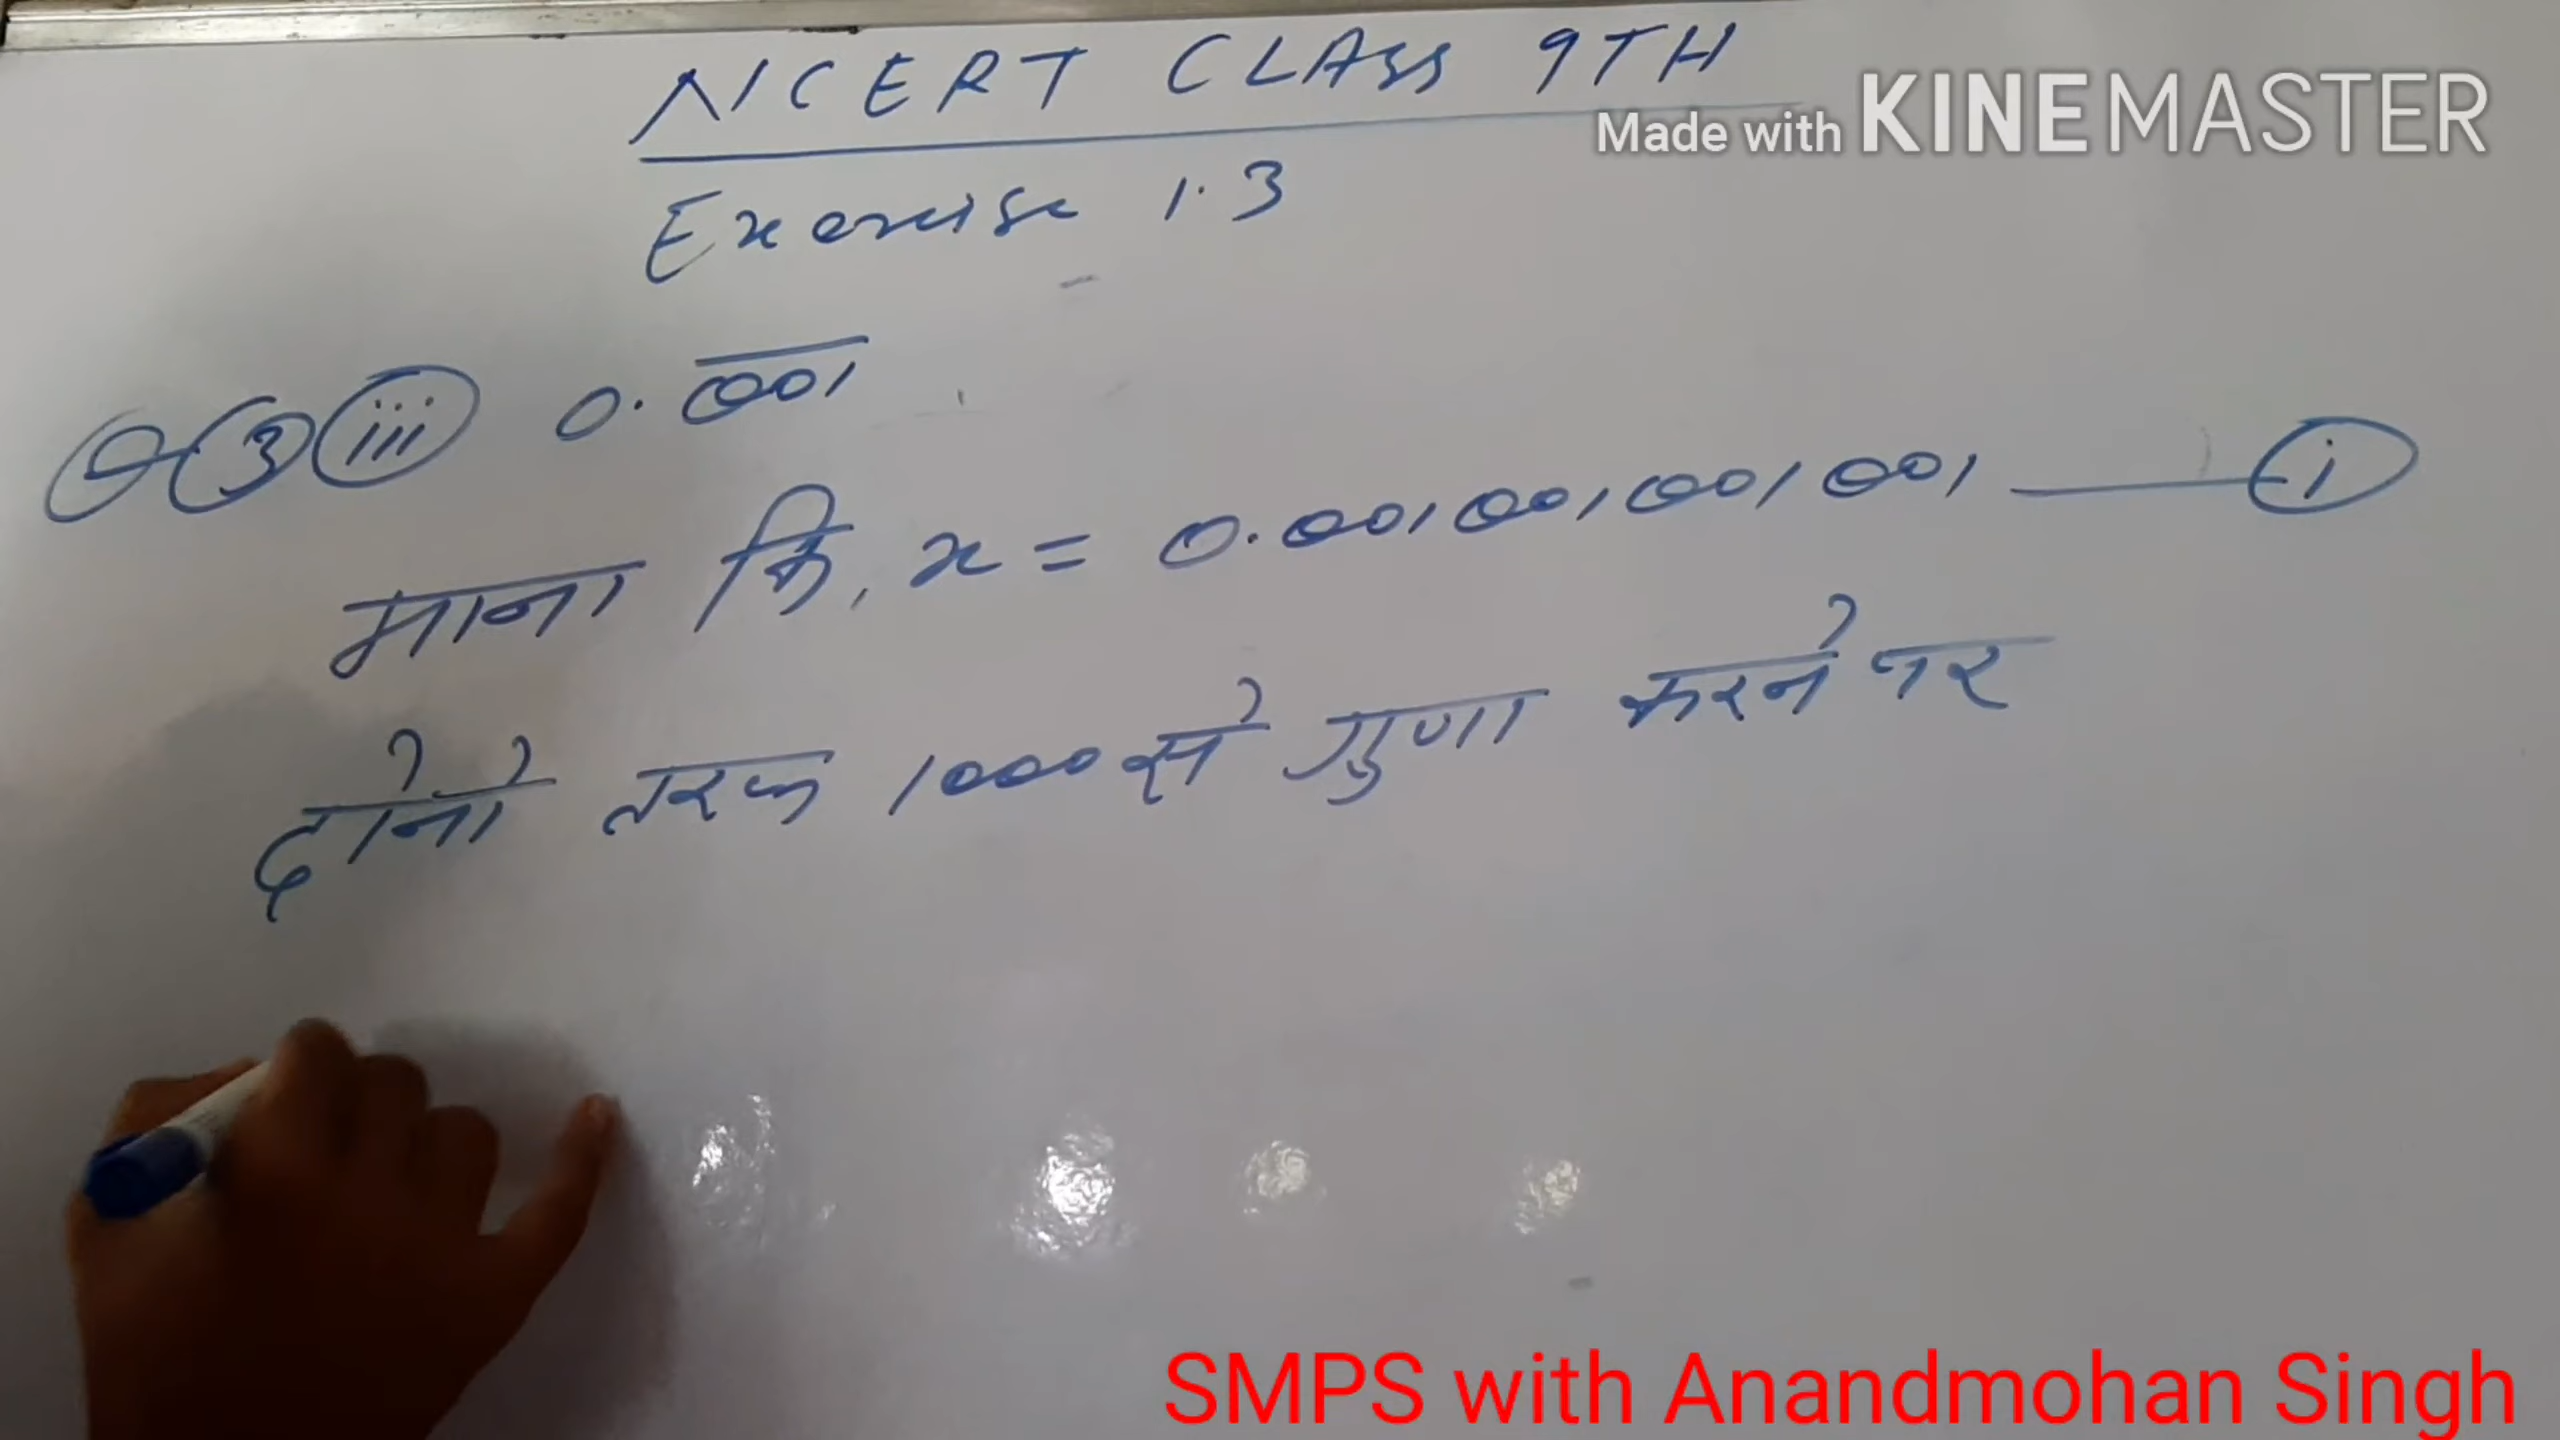 NCERT CLASS 9TH
Made with KINEMASTER
Exercise 1.3
Q 3 iii 0.001
माना कि, x = 0.001001001001 —— i
दोनो तरफ 1000 से गुणा करने पर
SMPS with Anandmohan Singh